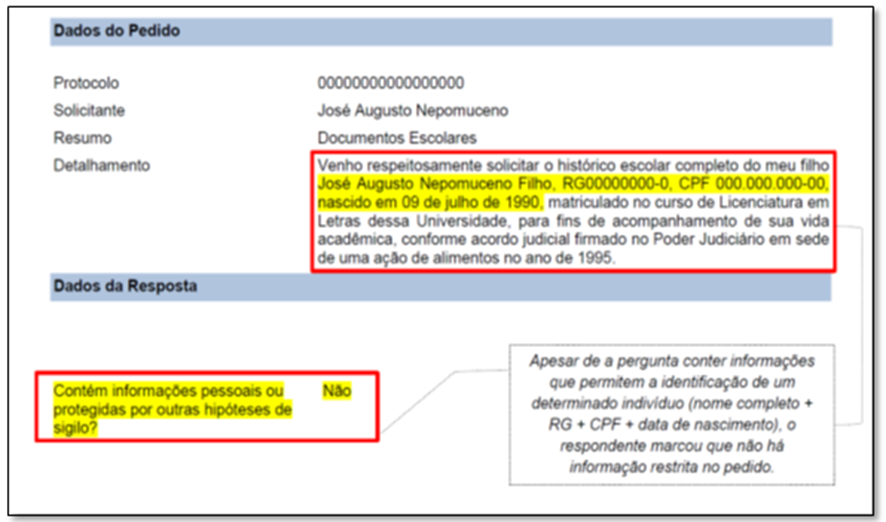 Dados do Pedido
Protocolo 00000000000000000
Solicitante José Augusto Nepomuceno
Resumo Documentos Escolares
Detalhamento Venho respeitosamente solicitar o histórico escolar completo do meu filho
José Augusto Nepomuceno Filho, RG00000000-0, CPF 000.000.000-00,
nascido em 09 de julho de 1990, matriculado no curso de Licenciatura em
Letras dessa Universidade, para fins de acompanhamento de sua vida
acadêmica, conforme acordo judicial firmado no Poder Judiciário em sede
de uma ação de alimentos no ano de 1995.
Dados da Resposta
Contém informações pessoais ou Não
protegidas por outras hipóteses de
sigilo?
Apesar de a pergunta conter informações
que permitem a identificação de um
determinado indivíduo (nome completo +
RG + CPF + data de nascimento), o
respondente marcou que não há
informação restrita no pedido.